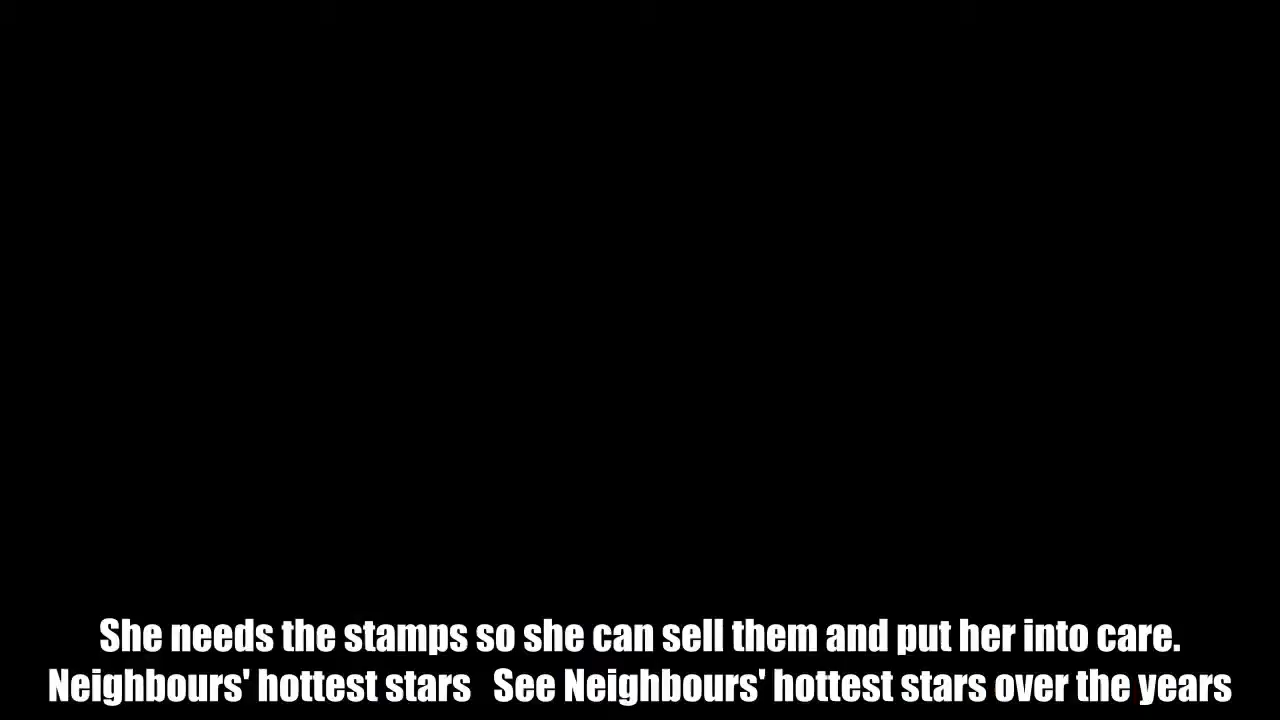 She needs the stamps so she can sell them and put her into care.
Neighbours' hottest stars   See Neighbours' hottest stars over the years